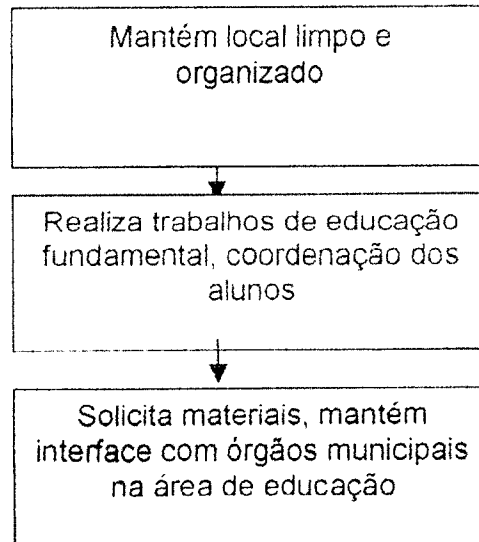 Mantém local limpo e
organizado
Realiza trabalhos de educação
fundamental, coordenação dos
alunos
Solicita materiais, mantém
interface com órgãos municipais
na área de educação